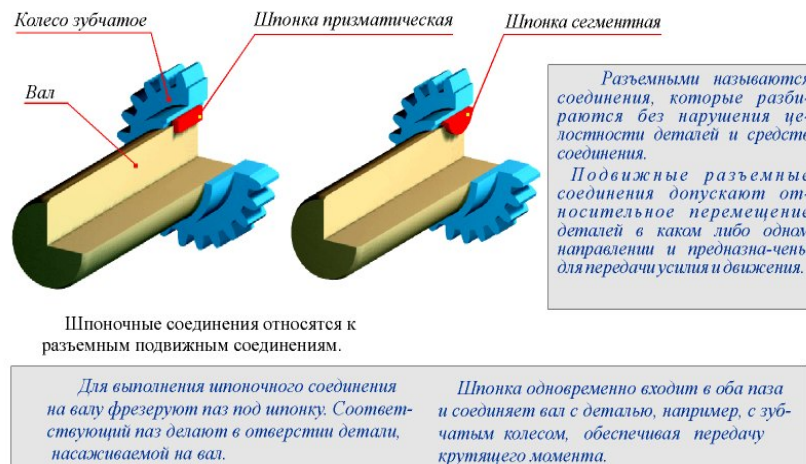 Колесо зубчатое
Шпонка призматическая
Шпонка сегментная
Вал
Разъемными называются
соединения, которые разби-
раются без нарушения це-
лостности деталей и средств
соединения.
Подвижные разъемные
соединения допускают от-
носительное перемещение
деталей в каком либо одном
направлении и предназна-чены
для передачи усилия и движения.
Шпоночные соединения относятся к
разъемным подвижным соединениям.
Для выполнения шпоночного соединения
на валу фрезеруют паз под шпонку. Соответ-
ствующий паз делают в отверстии детали,
насаживаемой на вал.
Шпонка одновременно входит в оба паза
и соединяет вал с деталью, например, с зуб-
чатым колесом, обеспечивая передачу
крутящего момента.